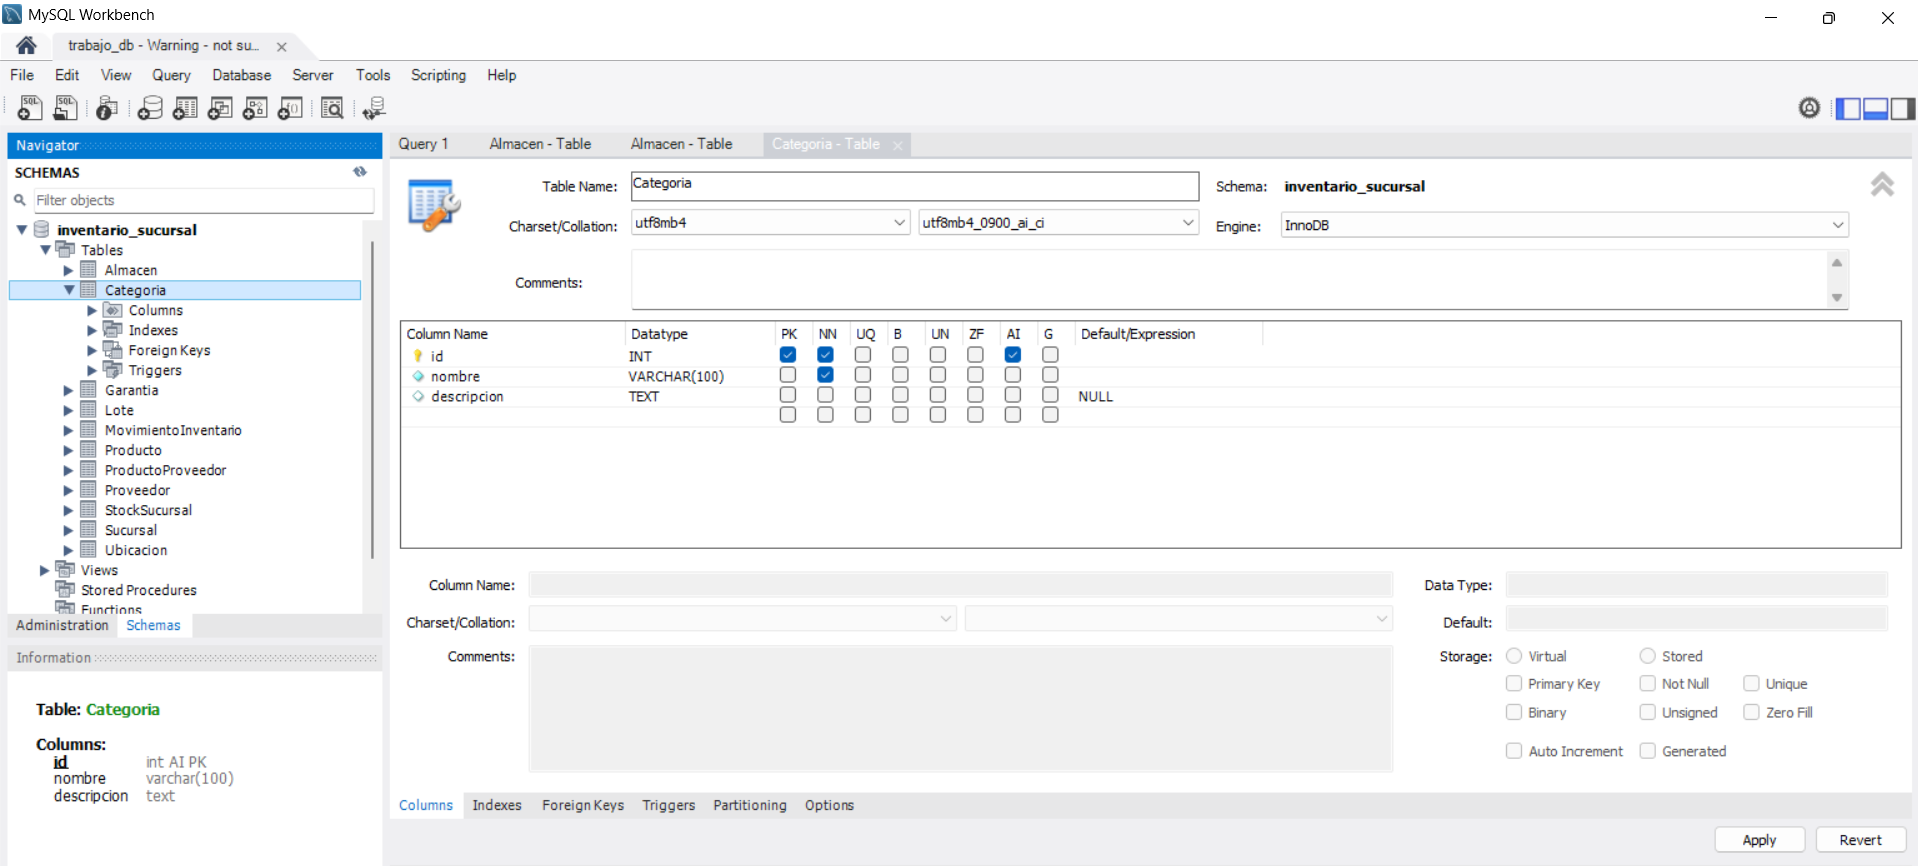 MySQL Workbench
trabajo_db - Warning - not su...
File Edit View Query Database Server Tools Scripting Help
Navigator
SCHEMAS
Filter objects
inventario_sucursal
Tables
Almacen
Categoria
Columns
Indexes
Foreign Keys
Triggers
Garantia
Lote
MovimientoInventario
Producto
ProductoProveedor
Proveedor
StockSucursal
Sucursal
Ubicacion
Views
Stored Procedures
Functions
Administration Schemas
Information
Table: Categoria
Columns:
id int AI PK
nombre varchar(100)
descripcion text
Query 1 Almacen - Table Almacen - Table Categoria - Table
Table Name: Categoria Schema: inventario_sucursal
Charset/Collation: utf8mb4 utf8mb4_0900_ai_ci Engine: InnoDB
Comments:
Column Name Datatype PK NN UQ B UN ZF AI G Default/Expression
id INT
nombre VARCHAR(100)
descripcion TEXT NULL
Column Name: Data Type:
Charset/Collation: Default:
Comments: Storage: Virtual Stored
Primary Key Not Null Unique
Binary Unsigned Zero Fill
Auto Increment Generated
Columns Indexes Foreign Keys Triggers Partitioning Options
Apply Revert